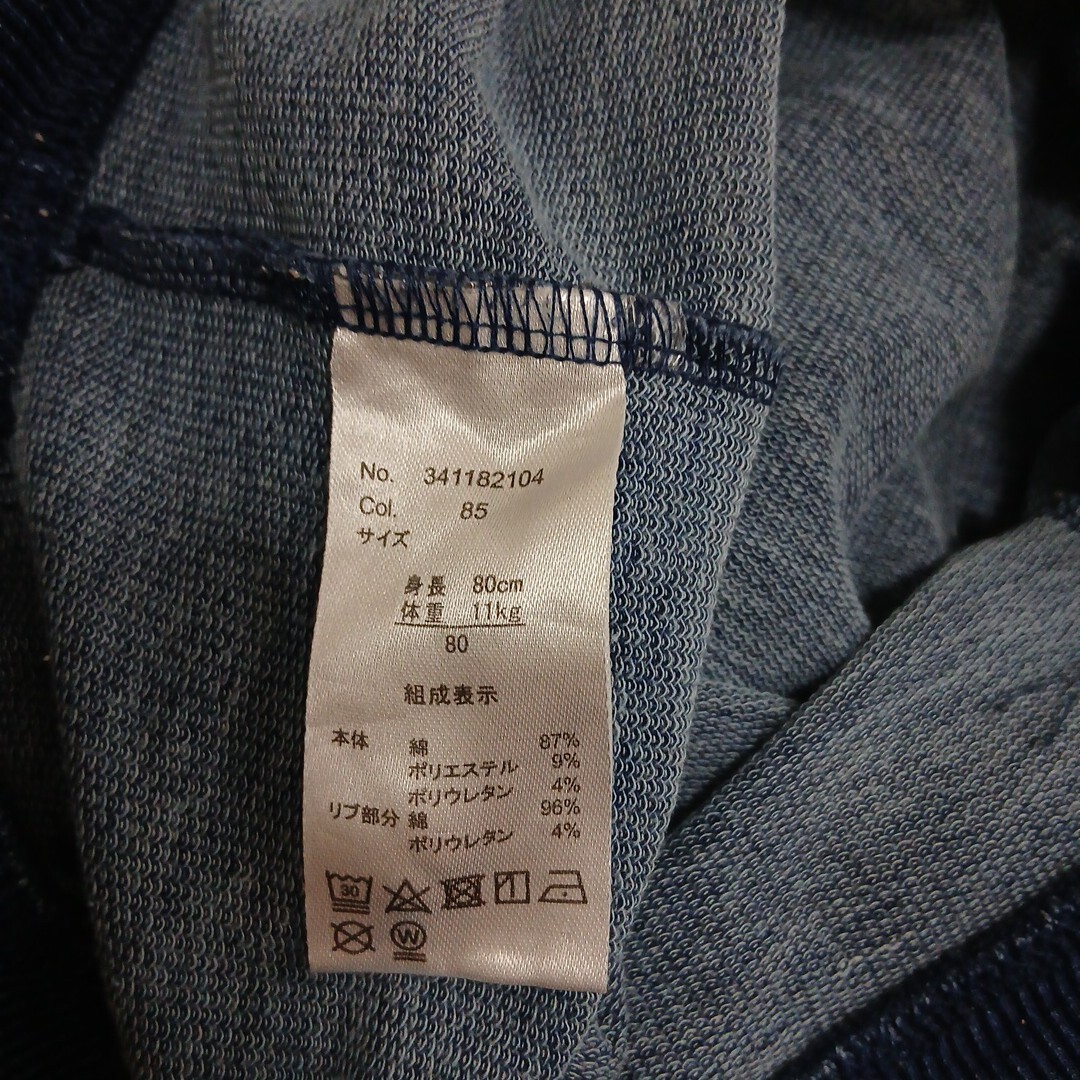 No. 341182104
Col. 85
サイズ
身長 80cm
体重 11kg
80
組成表示
本体 綿 87%
ポリエステル 9%
ポリウレタン 4%
リブ部分 綿 96%
ポリウレタン 4%
30
W